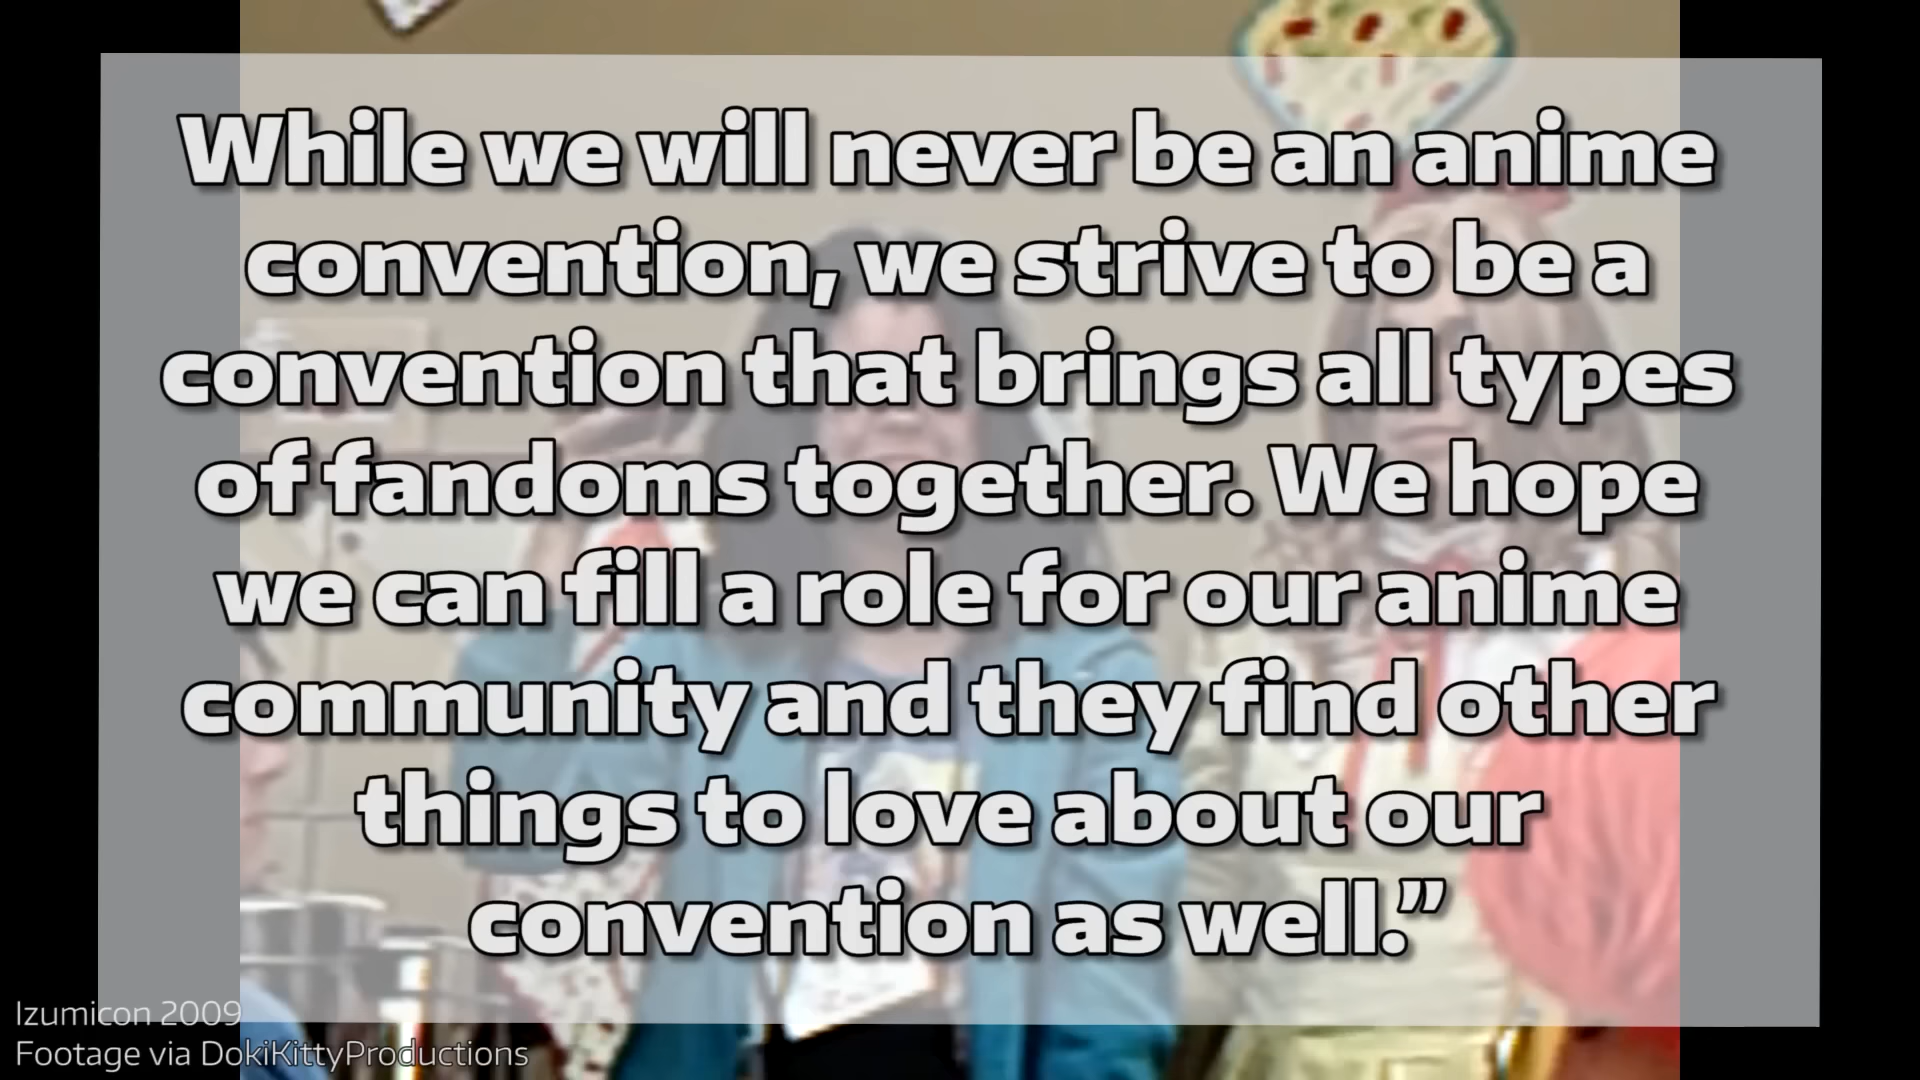 While we will never be an anime
convention, we strive to be a
convention that brings all types
of fandoms together. We hope
we can fill a role for our anime
community and they find other
things to love about our
convention as well.”
Izumicon 2009
Footage via DokiKittyProductions